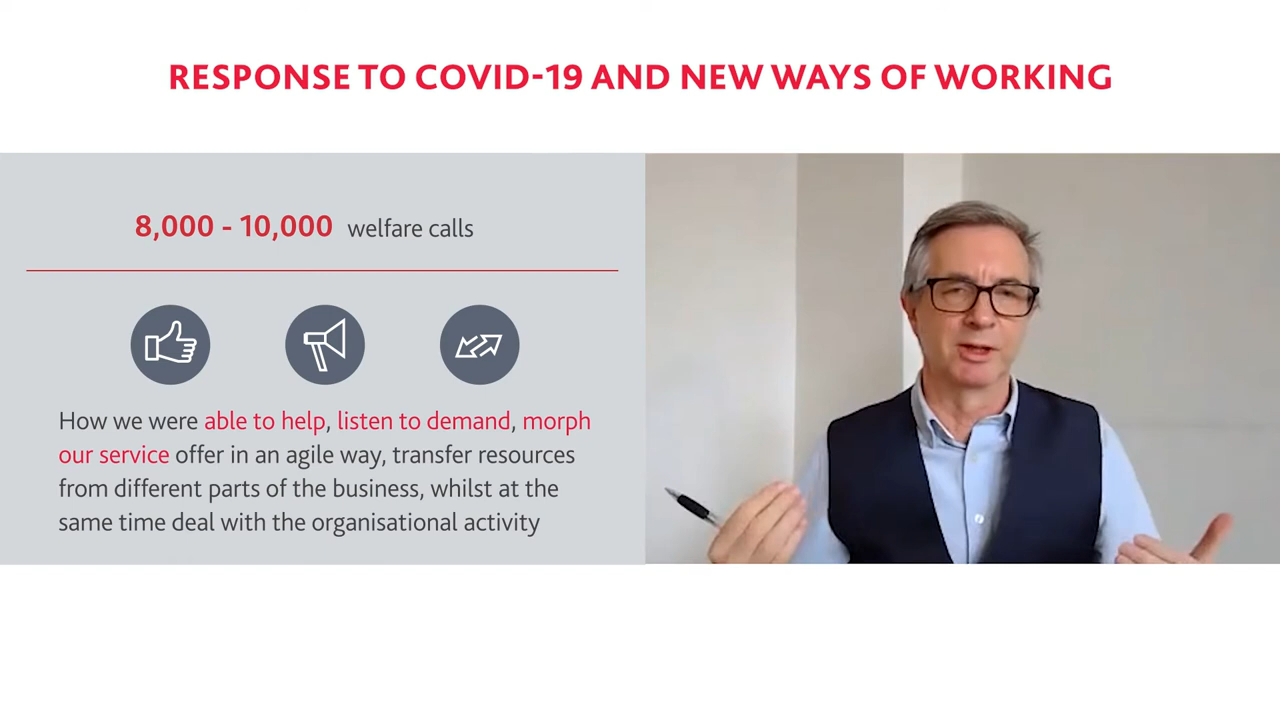 RESPONSE TO COVID-19 AND NEW WAYS OF WORKING
8,000 - 10,000 welfare calls
How we were able to help, listen to demand, morph
our service offer in an agile way, transfer resources
from different parts of the business, whilst at the
same time deal with the organisational activity